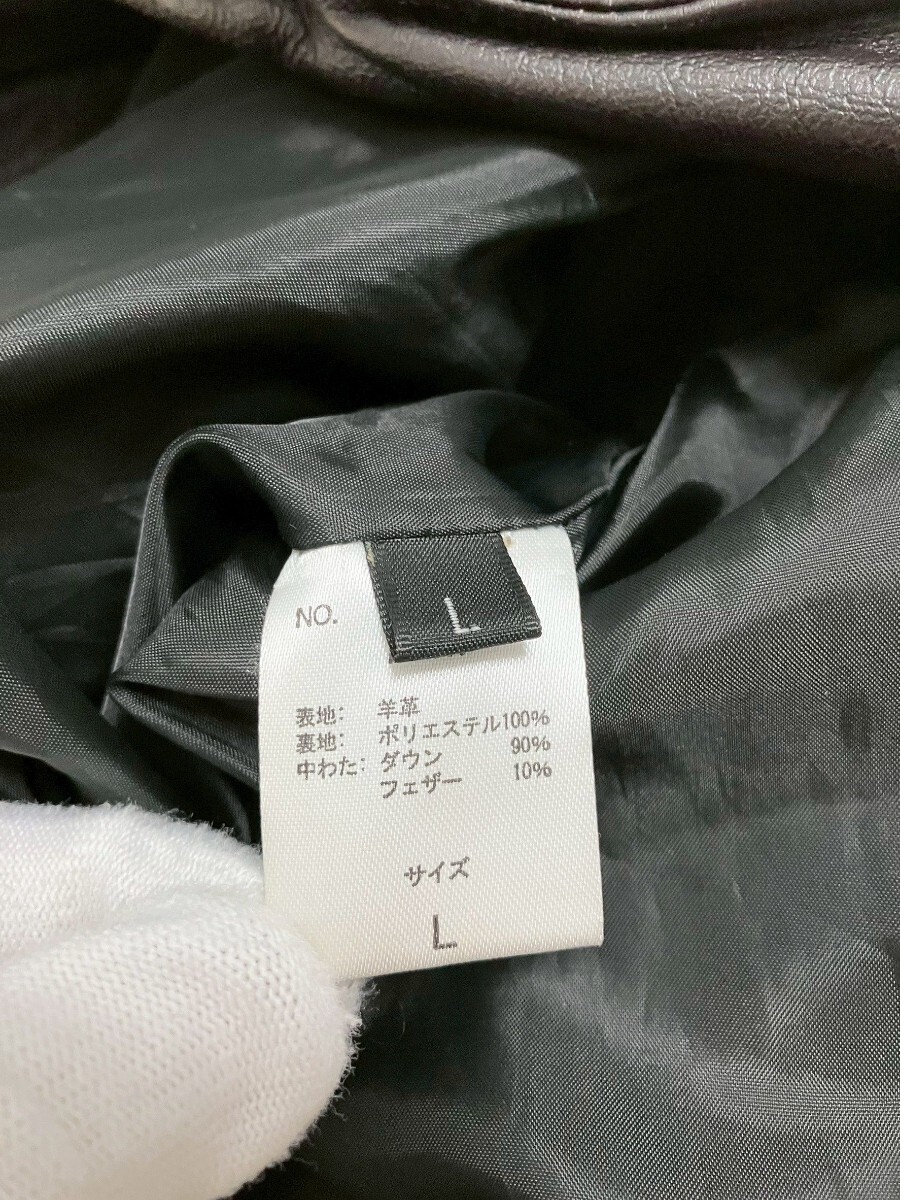 L
NO.
表地: 羊革
裏地: ポリエステル100%
中わた: ダウン 90%
フェザー 10%
サイズ
L